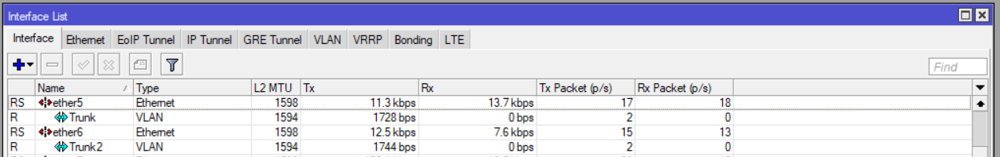 Interface List
Interface Ethernet EoIP Tunnel IP Tunnel GRE Tunnel VLAN VRRP Bonding LTE
Find
Name Type L2 MTU Tx Rx Tx Packet (p/s) Rx Packet (p/s)
RS ether5 Ethernet 1598 11.3 kbps 13.7 kbps 17 18
R Trunk VLAN 1594 1728 bps 0 bps 2 0
RS ether6 Ethernet 1598 12.5 kbps 7.6 kbps 15 13
R Trunk2 VLAN 1594 1744 bps 0 bps 2 0